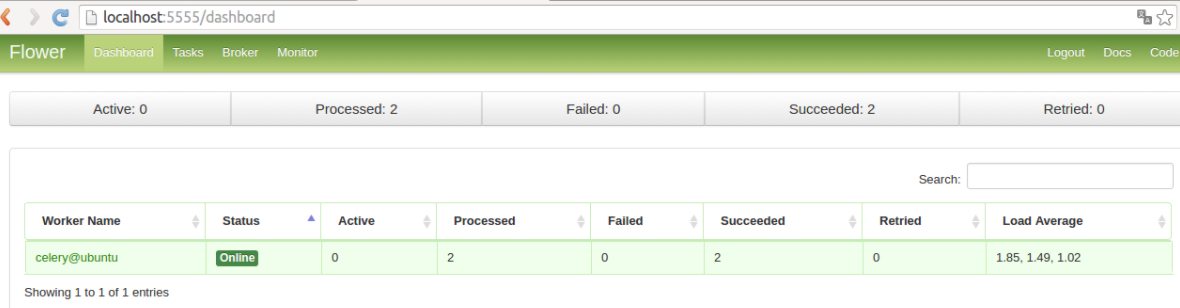 localhost:5555/dashboard
Flower Dashboard Tasks Broker Monitor Logout Docs Code
Active: 0 Processed: 2 Failed: 0 Succeeded: 2 Retried: 0
Search:
Worker Name Status Active Processed Failed Succeeded Retried Load Average
celery@ubuntu Online 0 2 0 2 0 1.85, 1.49, 1.02
Showing 1 to 1 of 1 entries